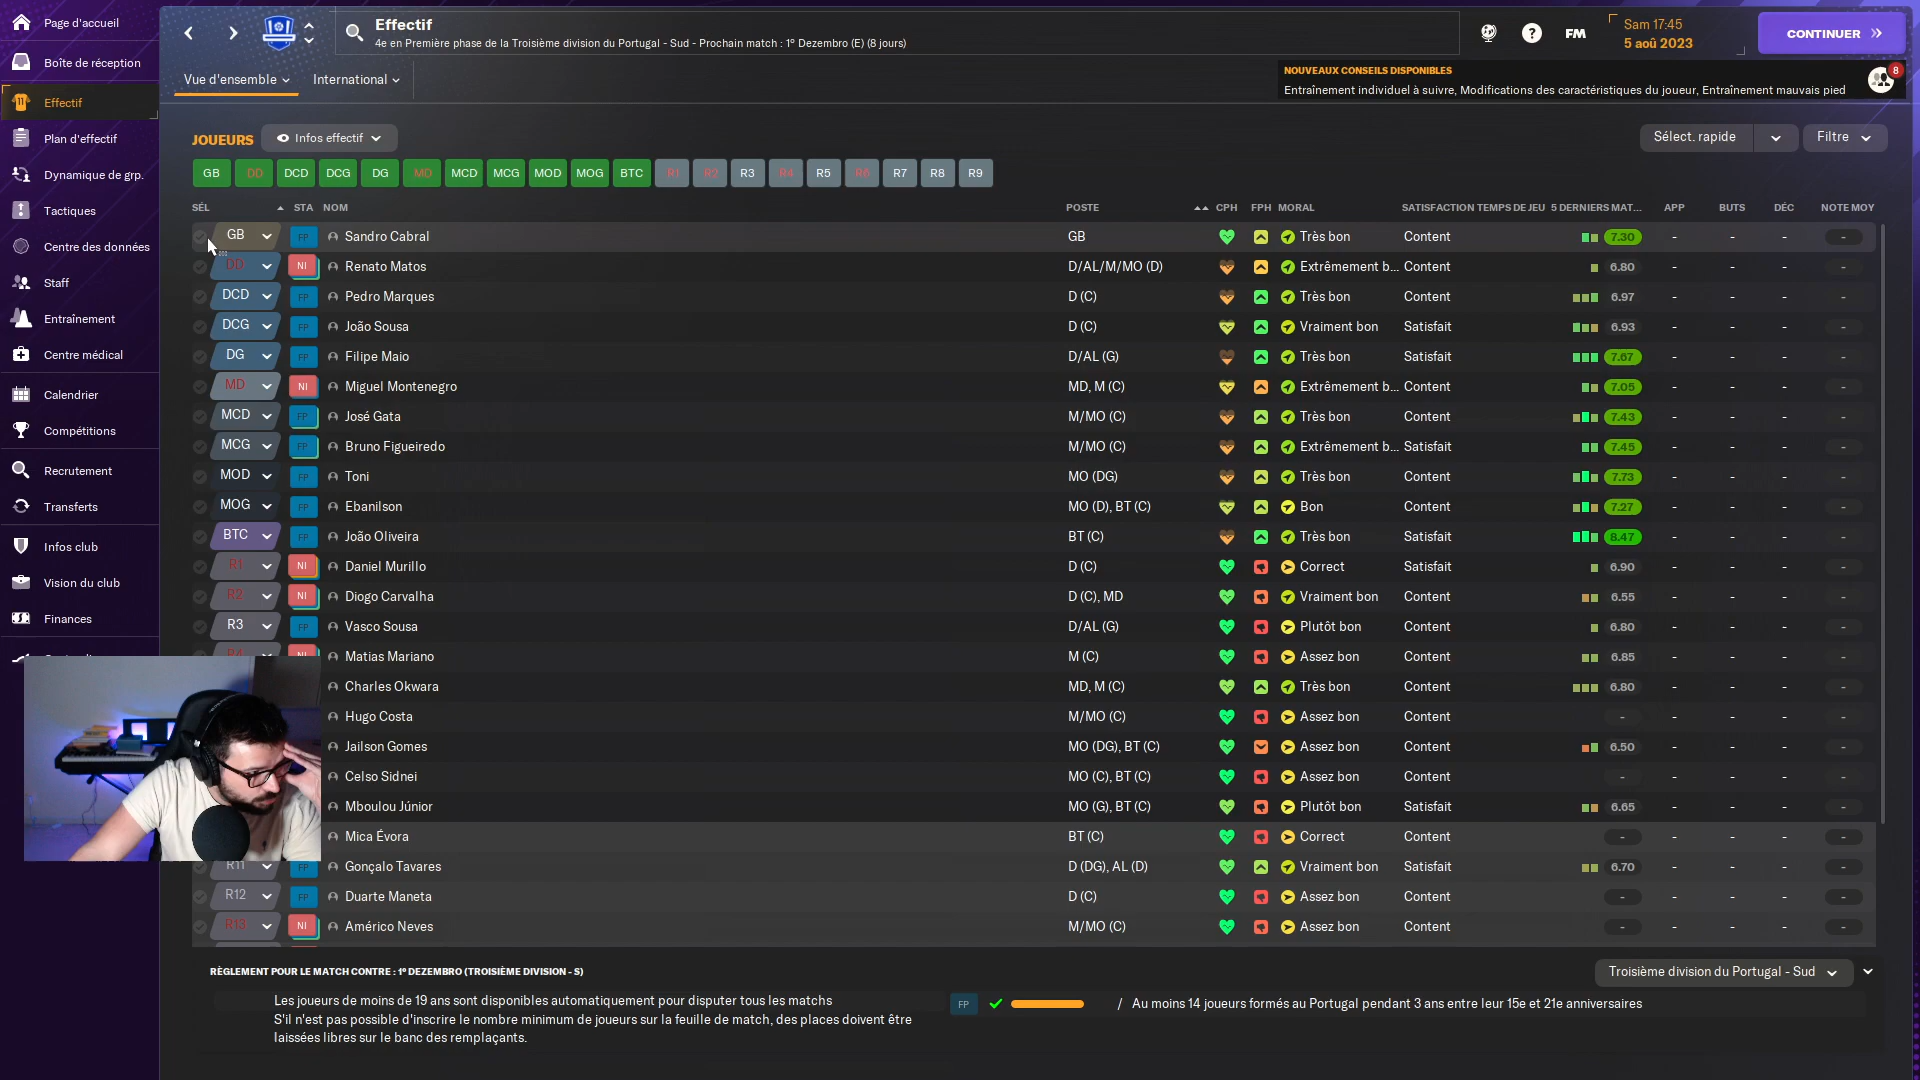 Page d'accueil
Boîte de réception
Effectif
Plan d'effectif
Dynamique de grp.
Tactiques
Centre des données
Staff
Entraînement
Centre médical
Calendrier
Compétitions
Recrutement
Transferts
Infos club
Vision du club
Finances
Effectif
4e en Première phase de la Troisième division du Portugal - Sud - Prochain match : 1º Dezembro (E) (8 jours)
FM
Sam 17:45
5 aoû 2023
CONTINUER
Vue d'ensemble
International
NOUVEAUX CONSEILS DISPONIBLES
Entraînement individuel à suivre, Modifications des caractéristiques du joueur, Entraînement mauvais pied
8
JOUEURS
Infos effectif
Sélect. rapide
Filtre
GB DD DCD DCG DG MD MCD MCG MOD MOG BTC R1 R2 R3 R4 R5 R6 R7 R8 R9
SÉL STA NOM POSTE CPH FPH MORAL SATISFACTION TEMPS DE JEU 5 DERNIERS MAT... APP BUTS DÉC NOTE MOY
GB FP Sandro Cabral GB Très bon Content 7.30 - - - -
DD NI Renato Matos D/AL/M/MO (D) Extrêmement b... Content 6.80 - - - -
DCD FP Pedro Marques D (C) Très bon Content 6.97 - - - -
DCG FP João Sousa D (C) Vraiment bon Satisfait 6.93 - - - -
DG FP Filipe Maio D/AL (G) Très bon Satisfait 7.67 - - - -
MD NI Miguel Montenegro MD, M (C) Extrêmement b... Content 7.05 - - - -
MCD FP José Gata M/MO (C) Très bon Content 7.43 - - - -
MCG FP Bruno Figueiredo M/MO (C) Extrêmement b... Satisfait 7.45 - - - -
MOD FP Toni MO (DG) Très bon Content 7.73 - - - -
MOG FP Ebanilson MO (D), BT (C) Bon Content 7.27 - - - -
BTC FP João Oliveira BT (C) Très bon Satisfait 8.47 - - - -
R1 NI Daniel Murillo D (C) Correct Satisfait 6.90 - - - -
R2 NI Diogo Carvalha D (C), MD Vraiment bon Content 6.55 - - - -
R3 FP Vasco Sousa D/AL (G) Plutôt bon Content 6.80 - - - -
Matias Mariano M (C) Assez bon Content 6.85 - - - -
Charles Okwara MD, M (C) Très bon Content 6.80 - - - -
Hugo Costa M/MO (C) Assez bon Content - - - - -
Jailson Gomes MO (DG), BT (C) Assez bon Content 6.50 - - - -
Celso Sidnei MO (C), BT (C) Assez bon Content - - - - -
Mboulou Júnior MO (G), BT (C) Plutôt bon Satisfait 6.65 - - - -
Mica Évora BT (C) Correct Content - - - - -
R11 FP Gonçalo Tavares D (DG), AL (D) Vraiment bon Satisfait 6.70 - - - -
R12 FP Duarte Maneta D (C) Assez bon Content - - - - -
R13 NI Américo Neves M/MO (C) Assez bon Content - - - - -
RÈGLEMENT POUR LE MATCH CONTRE : 1º DEZEMBRO (TROISIÈME DIVISION - S)
Troisième division du Portugal - Sud
Les joueurs de moins de 19 ans sont disponibles automatiquement pour disputer tous les matchs
S'il n'est pas possible d'inscrire le nombre minimum de joueurs sur la feuille de match, des places doivent être
laissées libres sur le banc des remplaçants.
FP / Au moins 14 joueurs formés au Portugal pendant 3 ans entre leur 15e et 21e anniversaires